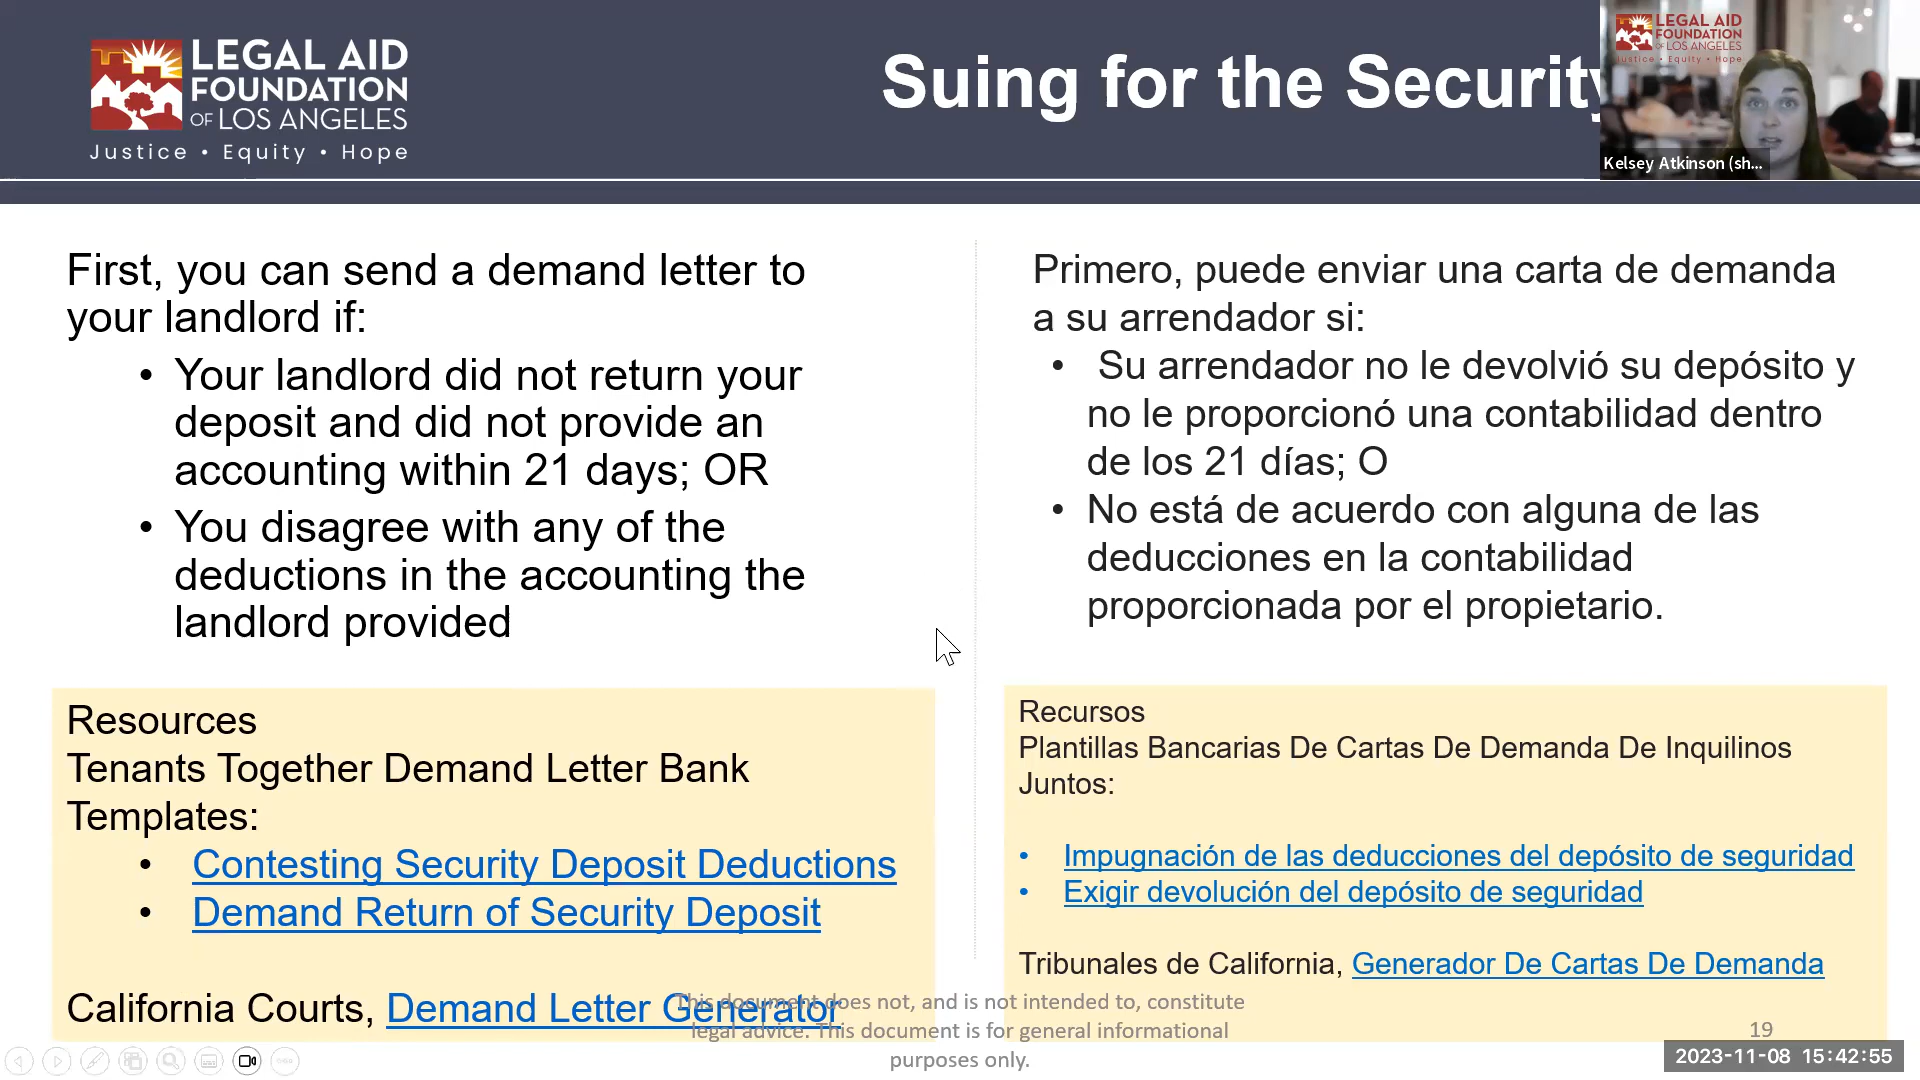 LEGAL AID
FOUNDATION
OF LOS ANGELES
Justice • Equity • Hope
Suing for the Security
LEGAL AID
FOUNDATION
OF LOS ANGELES
Justice • Equity • Hope
Kelsey Atkinson (sh...
First, you can send a demand letter to
your landlord if:
• Your landlord did not return your
deposit and did not provide an
accounting within 21 days; OR
• You disagree with any of the
deductions in the accounting the
landlord provided
Resources
Tenants Together Demand Letter Bank
Templates:
• Contesting Security Deposit Deductions
• Demand Return of Security Deposit
California Courts, Demand Letter Generator
Primero, puede enviar una carta de demanda
a su arrendador si:
• Su arrendador no le devolvió su depósito y
no le proporcionó una contabilidad dentro
de los 21 días; O
• No está de acuerdo con alguna de las
deducciones en la contabilidad
proporcionada por el propietario.
Recursos
Plantillas Bancarias De Cartas De Demanda De Inquilinos
Juntos:
• Impugnación de las deducciones del depósito de seguridad
• Exigir devolución del depósito de seguridad
Tribunales de California, Generador De Cartas De Demanda
This document does not, and is not intended to, constitute
legal advice. This document is for general informational
purposes only.
19
2023-11-08 15:42:55